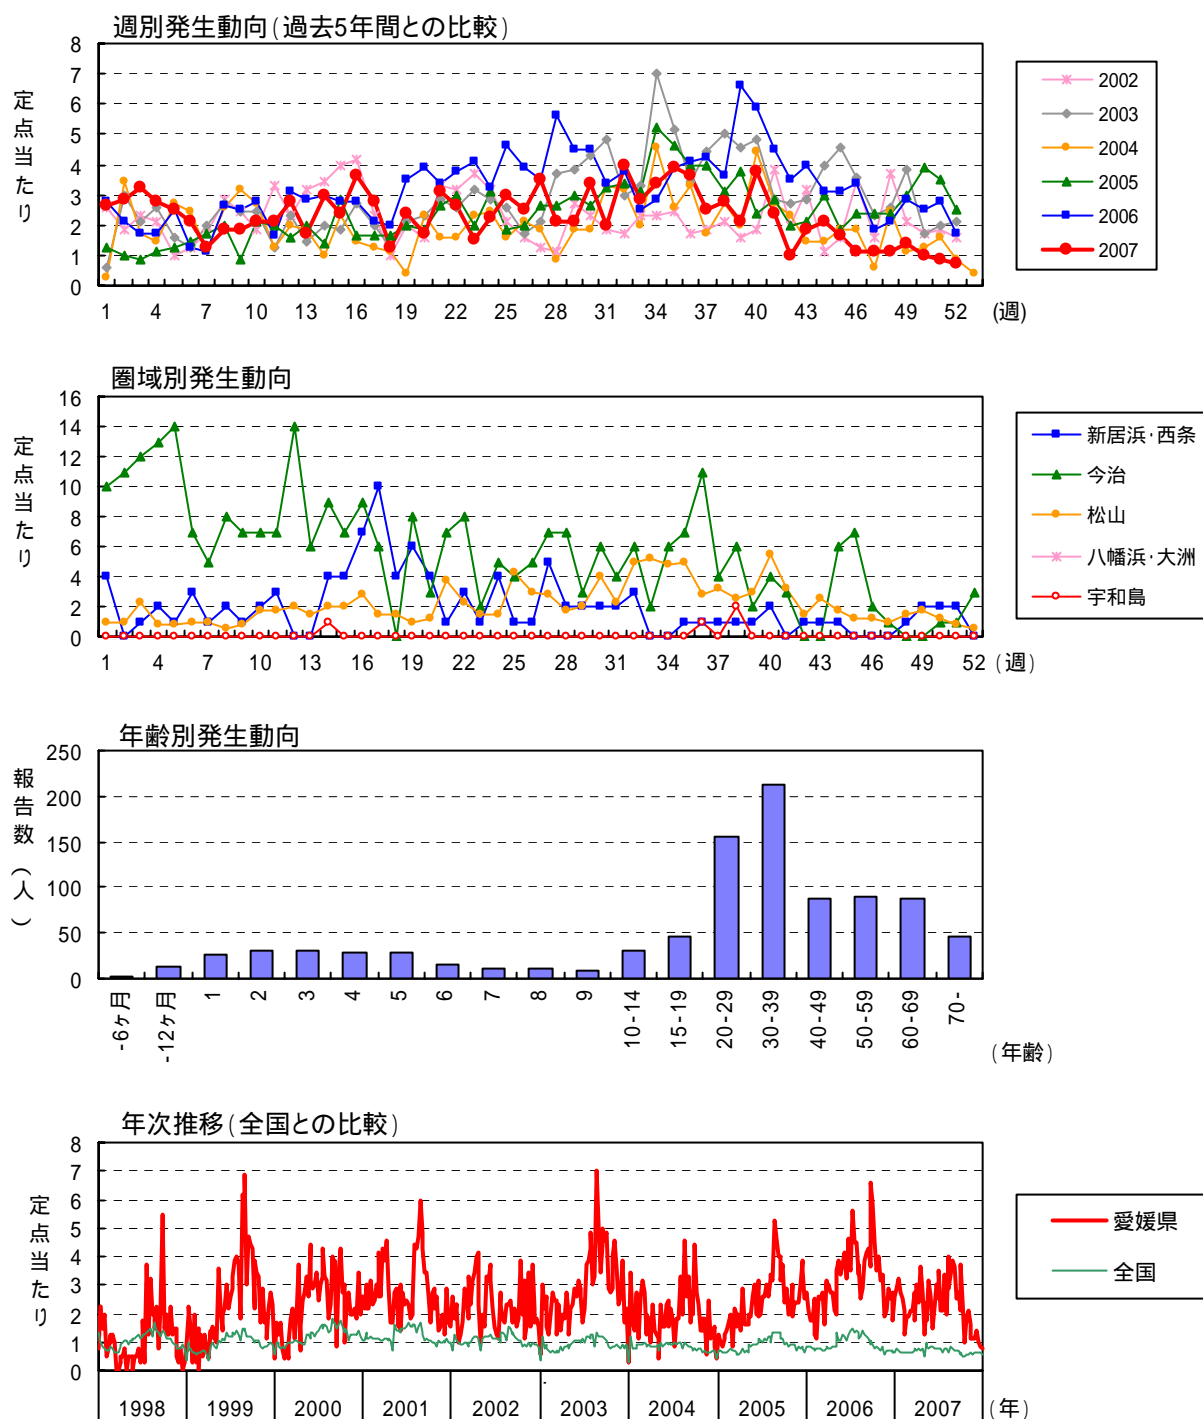 週別発生動向(過去5年間との比較)
定点当たり
8
7
6
5
4
3
2
1
0
1 4 7 10 13 16 19 22 25 28 31 34 37 40 43 46 49 52 (週)
2002
2003
2004
2005
2006
2007
圏域別発生動向
定点当たり
16
14
12
10
8
6
4
2
0
1 4 7 10 13 16 19 22 25 28 31 34 37 40 43 46 49 52 (週)
新居浜・西条
今治
松山
八幡浜・大洲
宇和島
年齢別発生動向
報告数(人)
250
200
150
100
50
0
-6ヶ月 -12ヶ月 1 2 3 4 5 6 7 8 9 10-14 15-19 20-29 30-39 40-49 50-59 60-69 70-
(年齢)
年次推移(全国との比較)
定点当たり
8
7
6
5
4
3
2
1
0
1998 1999 2000 2001 2002 2003 2004 2005 2006 2007 (年)
愛媛県
全国